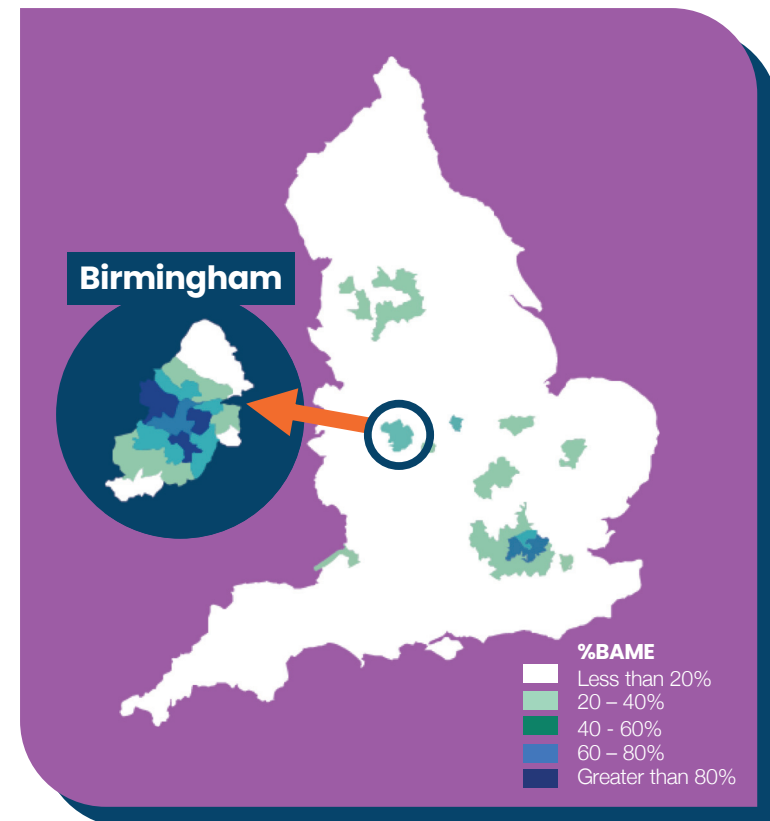 Birmingham
%BAME
Less than 20%
20 – 40%
40 - 60%
60 – 80%
Greater than 80%